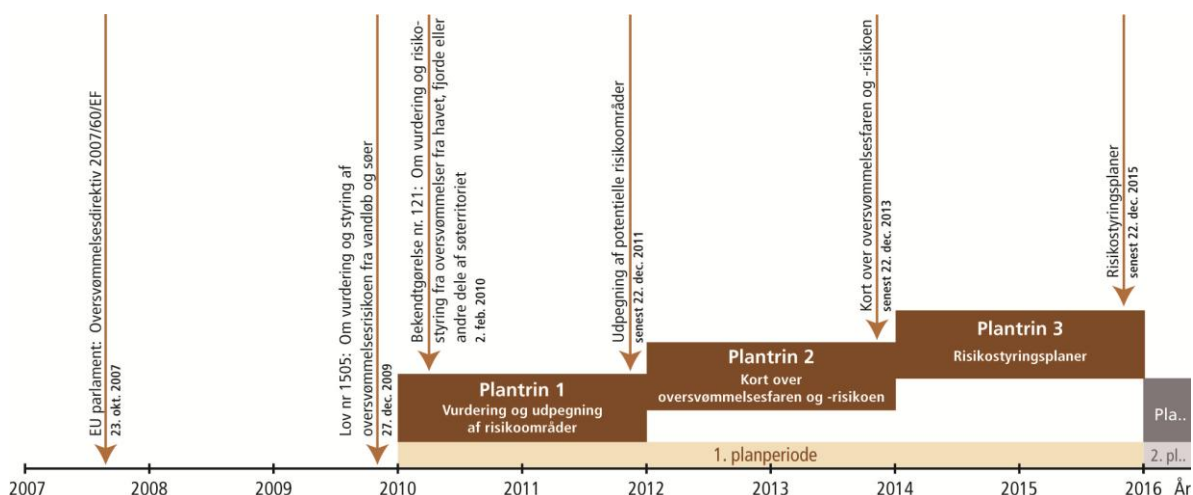 EU parlament: Oversvømmelsesdirektiv 2007/60/EF
23. okt. 2007
Lov nr 1505: Om vurdering og styring af
oversvømmelsesrisikoen fra vandløb og søer
27. dec. 2009
Bekendtgørelse nr. 121: Om vurdering og risiko-
styring fra oversvømmelser fra havet, fjorde eller
andre dele af søterritoriet
2. feb. 2010
Udpegning af potentielle risikoområder
senest 22. dec. 2011
Kort over oversvømmelsesfaren og -risikoen
senest 22. dec. 2013
Risikostyringsplaner
senest 22. dec. 2015
Plantrin 1
Vurdering og udpegning
af risikoområder
Plantrin 2
Kort over
oversvømmelsesfaren og -risikoen
Plantrin 3
Risikostyringsplaner
Pla..
1. planperiode
2. pl..
2007 2008 2009 2010 2011 2012 2013 2014 2015 2016 År